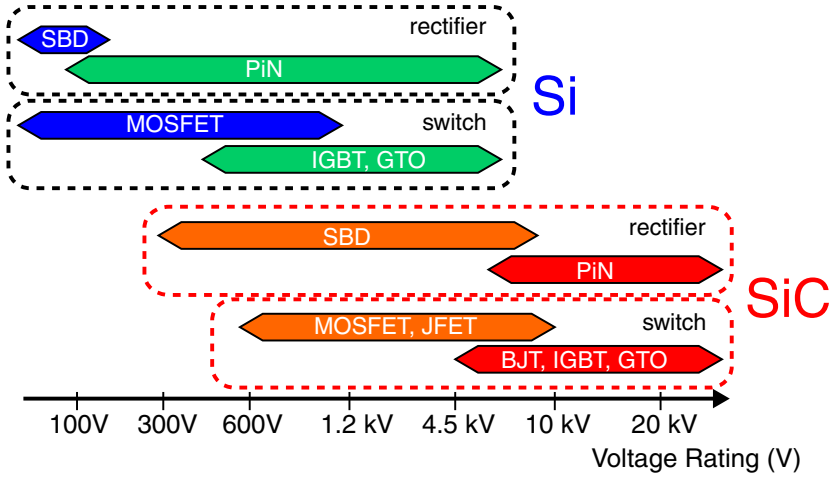 rectifier
SBD
PiN
Si
MOSFET
switch
IGBT, GTO
rectifier
SBD
PiN
SiC
MOSFET, JFET
switch
BJT, IGBT, GTO
100V 300V 600V 1.2 kV 4.5 kV 10 kV 20 kV
Voltage Rating (V)